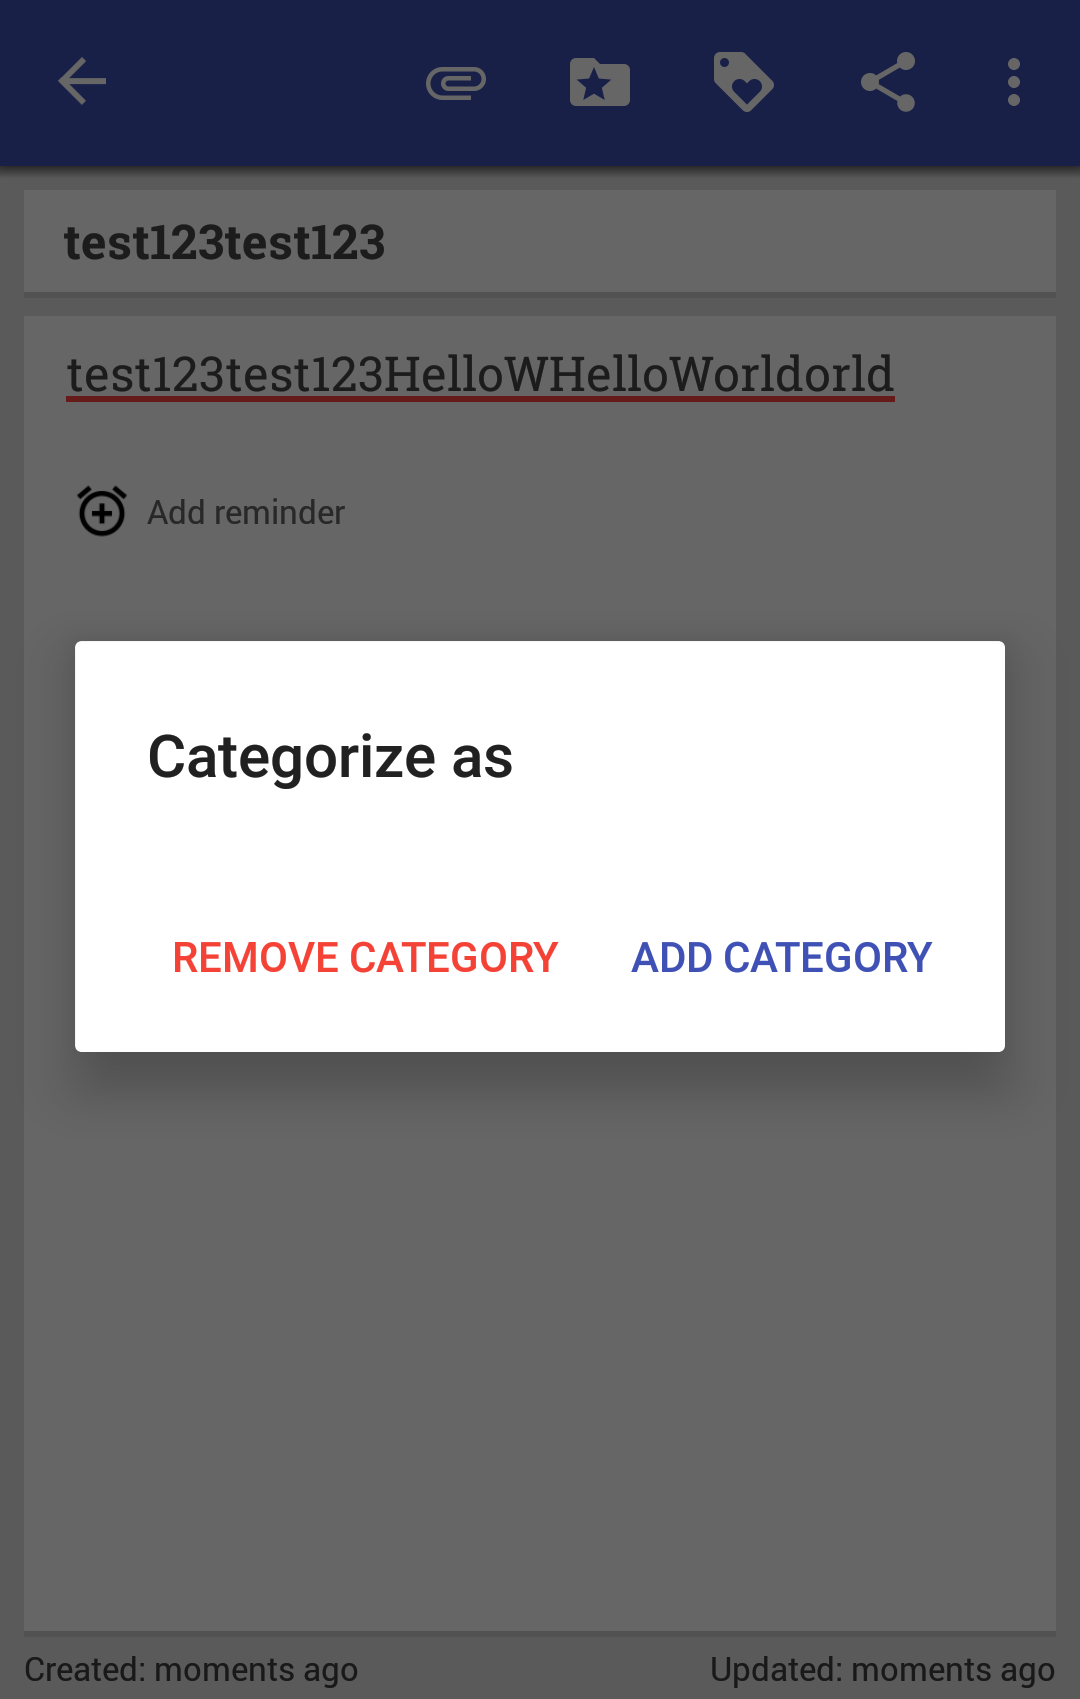 test123test123
test123test123HelloWHelloWorldorld
Add reminder
Categorize as
REMOVE CATEGORY ADD CATEGORY
Created: moments ago Updated: moments ago